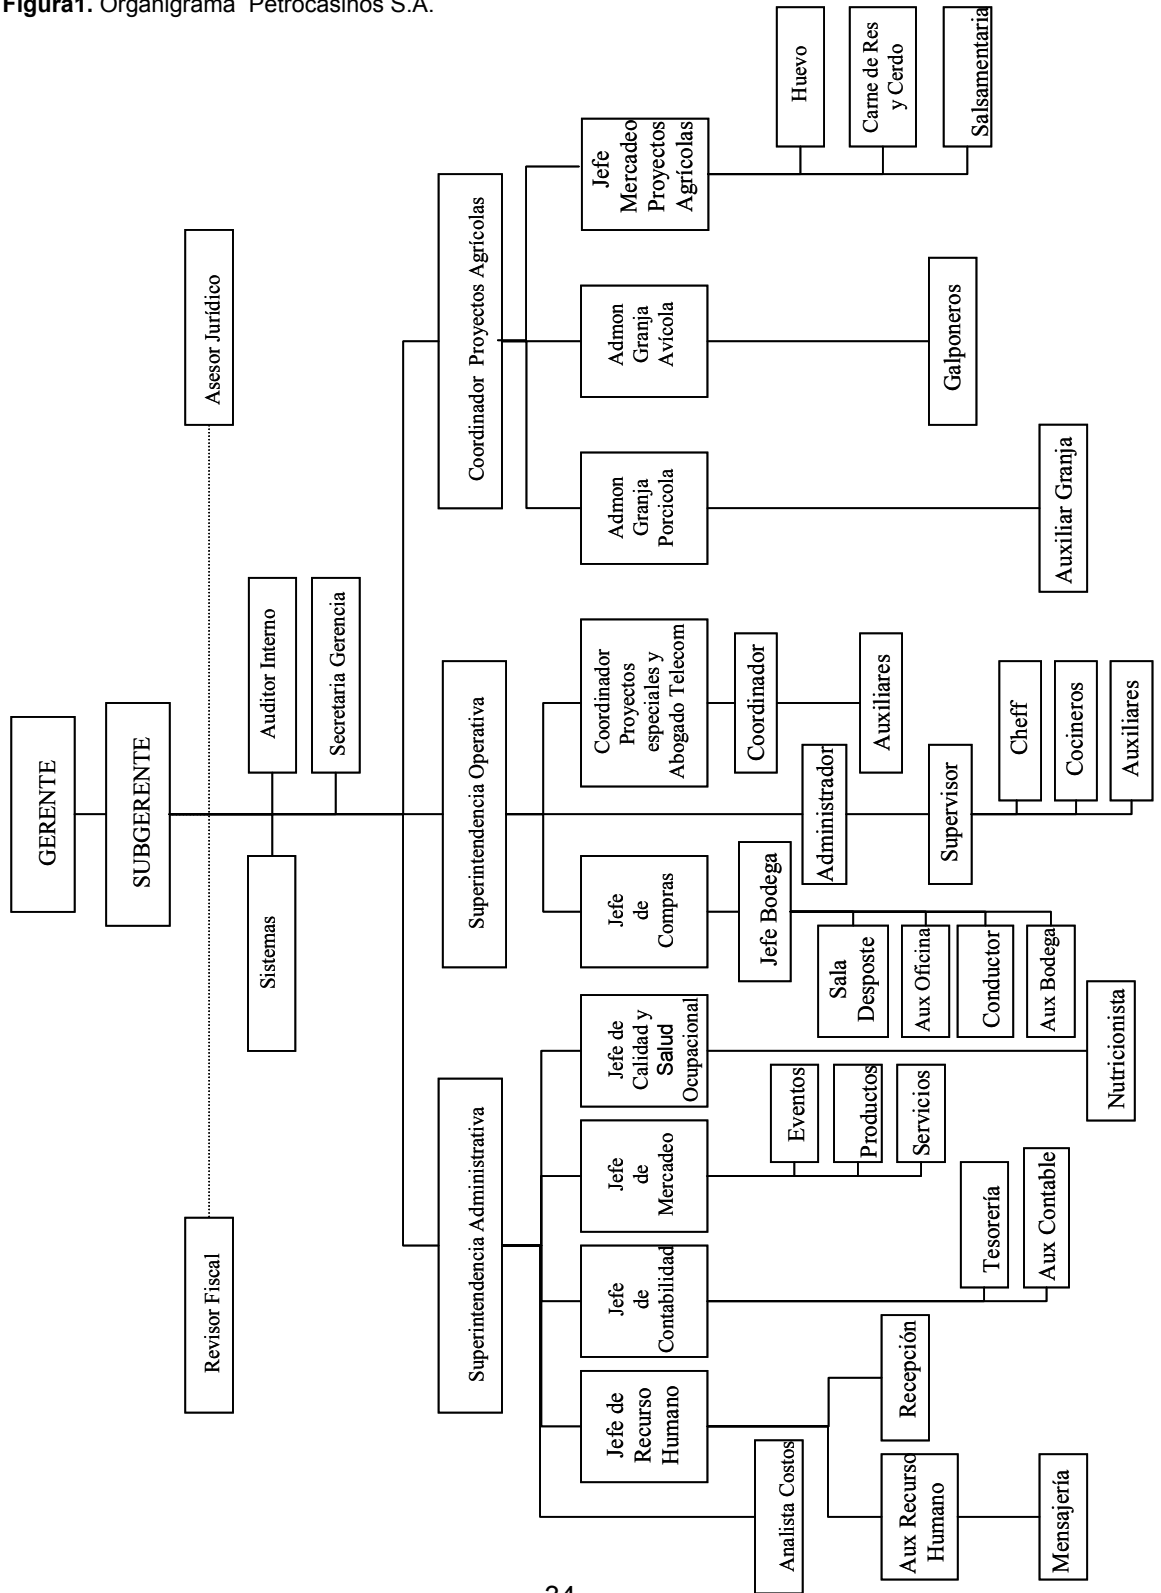 Figura1. Organigrama Petrocasinos S.A.
GERENTE
SUBGERENTE
Revisor Fiscal
Asesor Jurídico
Sistemas
Auditor Interno
Secretaria Gerencia
Superintendencia Administrativa
Superintendencia Operativa
Coordinador Proyectos Agrícolas
Jefe de
Recurso
Humano
Jefe
de
Contabilidad
Jefe
de
Mercadeo
Jefe de
Calidad y
Salud
Ocupacional
Jefe
de
Compras
Coordinador
Proyectos
especiales y
Abogado Telecom
Admon
Granja
Porcicola
Admon
Granja
Avícola
Jefe
Mercadeo
Proyectos
Agrícolas
Analista Costos
Aux Recurso
Humano
Recepción
Mensajería
Tesorería
Aux Contable
Eventos
Productos
Servicios
Nutricionista
Jefe Bodega
Sala
Desposte
Aux Oficina
Conductor
Aux Bodega
Administrador
Supervisor
Cheff
Cocineros
Auxiliares
Coordinador
Auxiliares
Auxiliar Granja
Galponeros
Huevo
Carne de Res
y Cerdo
Salsamentaria
34